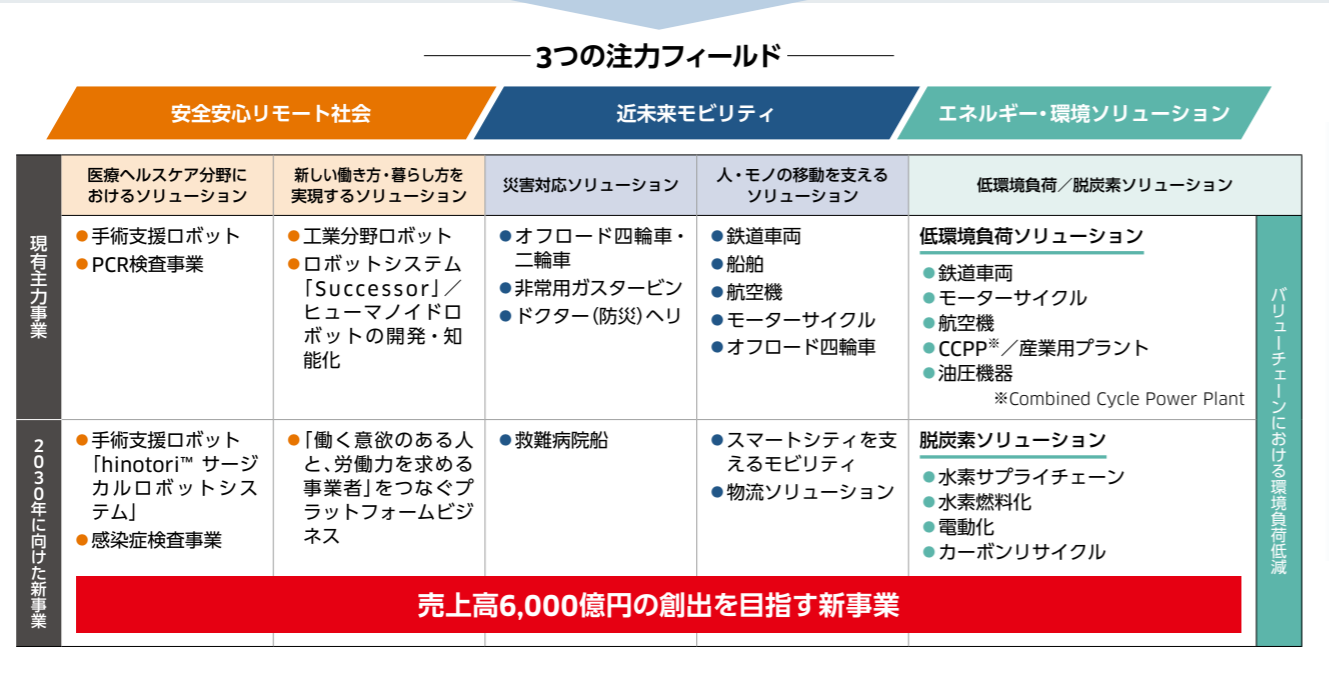 3つの注力フィールド
安全安心リモート社会
近未来モビリティ
エネルギー・環境ソリューション
医療ヘルスケア分野に
おけるソリューション
新しい働き方・暮らし方を
実現するソリューション
災害対応ソリューション
人・モノの移動を支える
ソリューション
低環境負荷／脱炭素ソリューション
現有主力事業
●手術支援ロボット
●PCR検査事業
●工業分野ロボット
●ロボットシステム
「Successor」／
ヒューマノイドロ
ボットの開発・知
能化
●オフロード四輪車・
二輪車
●非常用ガスタービン
●ドクター（防災）ヘリ
●鉄道車両
●船舶
●航空機
●モーターサイクル
●オフロード四輪車
低環境負荷ソリューション
●鉄道車両
●モーターサイクル
●航空機
●CCPP※／産業用プラント
●油圧機器
※Combined Cycle Power Plant
2030年に向けた新事業
●手術支援ロボット
「hinotori™ サージ
カルロボットシス
テム」
●感染症検査事業
●「働く意欲のある人
と、労働力を求める
事業者」をつなぐプ
ラットフォームビジ
ネス
●救難病院船
●スマートシティを支
えるモビリティ
●物流ソリューション
脱炭素ソリューション
●水素サプライチェーン
●水素燃料化
●電動化
●カーボンリサイクル
バリューチェーンにおける環境負荷低減
売上高6,000億円の創出を目指す新事業